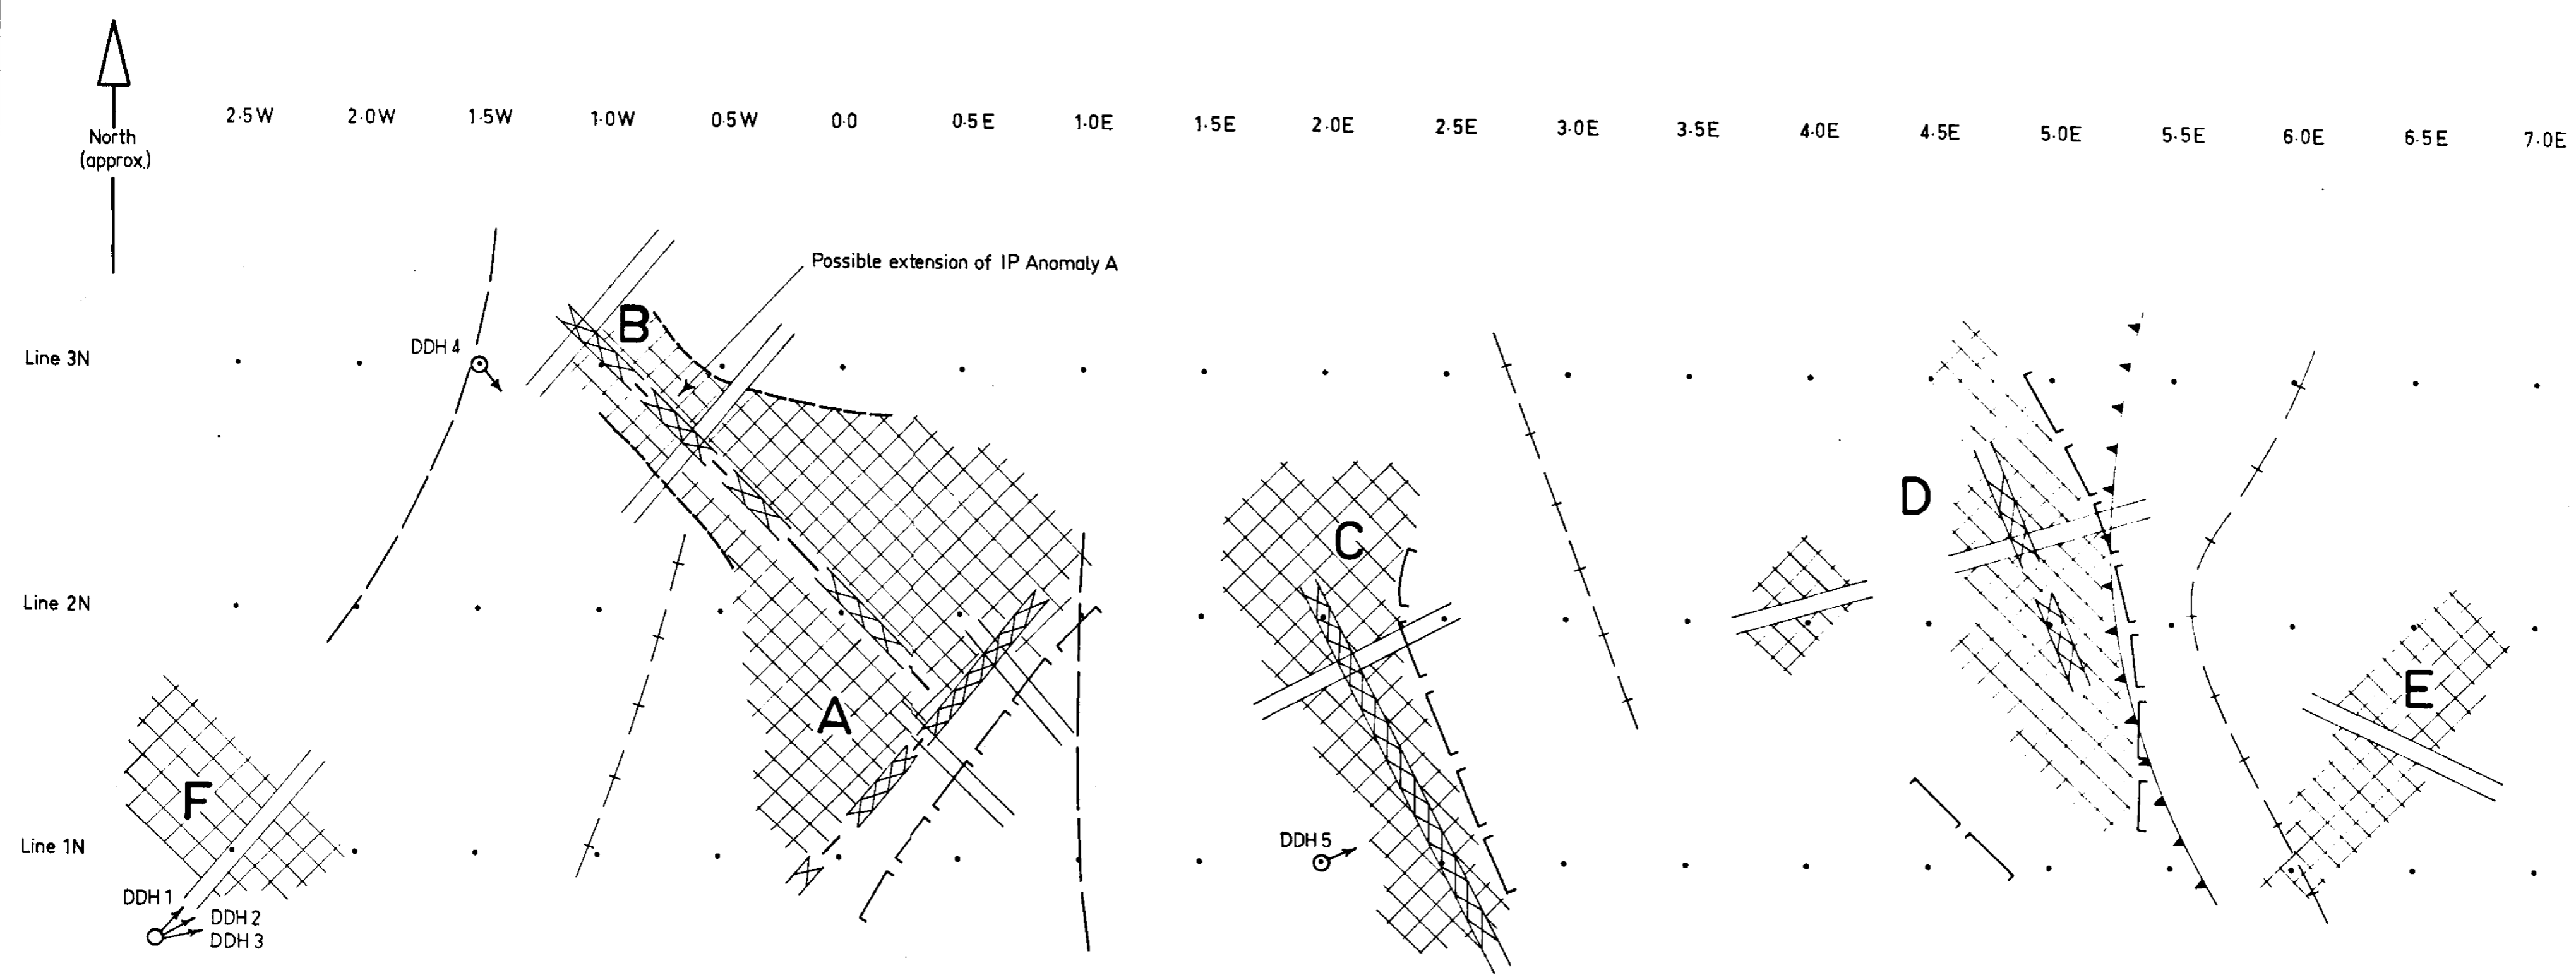 2·5W 2·0W 1·5W 1·0W 0·5W 0·0 0·5E 1·0E 1·5E 2·0E 2·5E 3·0E 3·5E 4·0E 4·5E 5·0E 5·5E 6·0E 6·5E 7·0E
North
(approx.)
Possible extension of IP Anomaly A
B
DDH 4
Line 3N
D
C
Line 2N
E
A
F
Line 1N
DDH 5
DDH 1
DDH 2
DDH 3